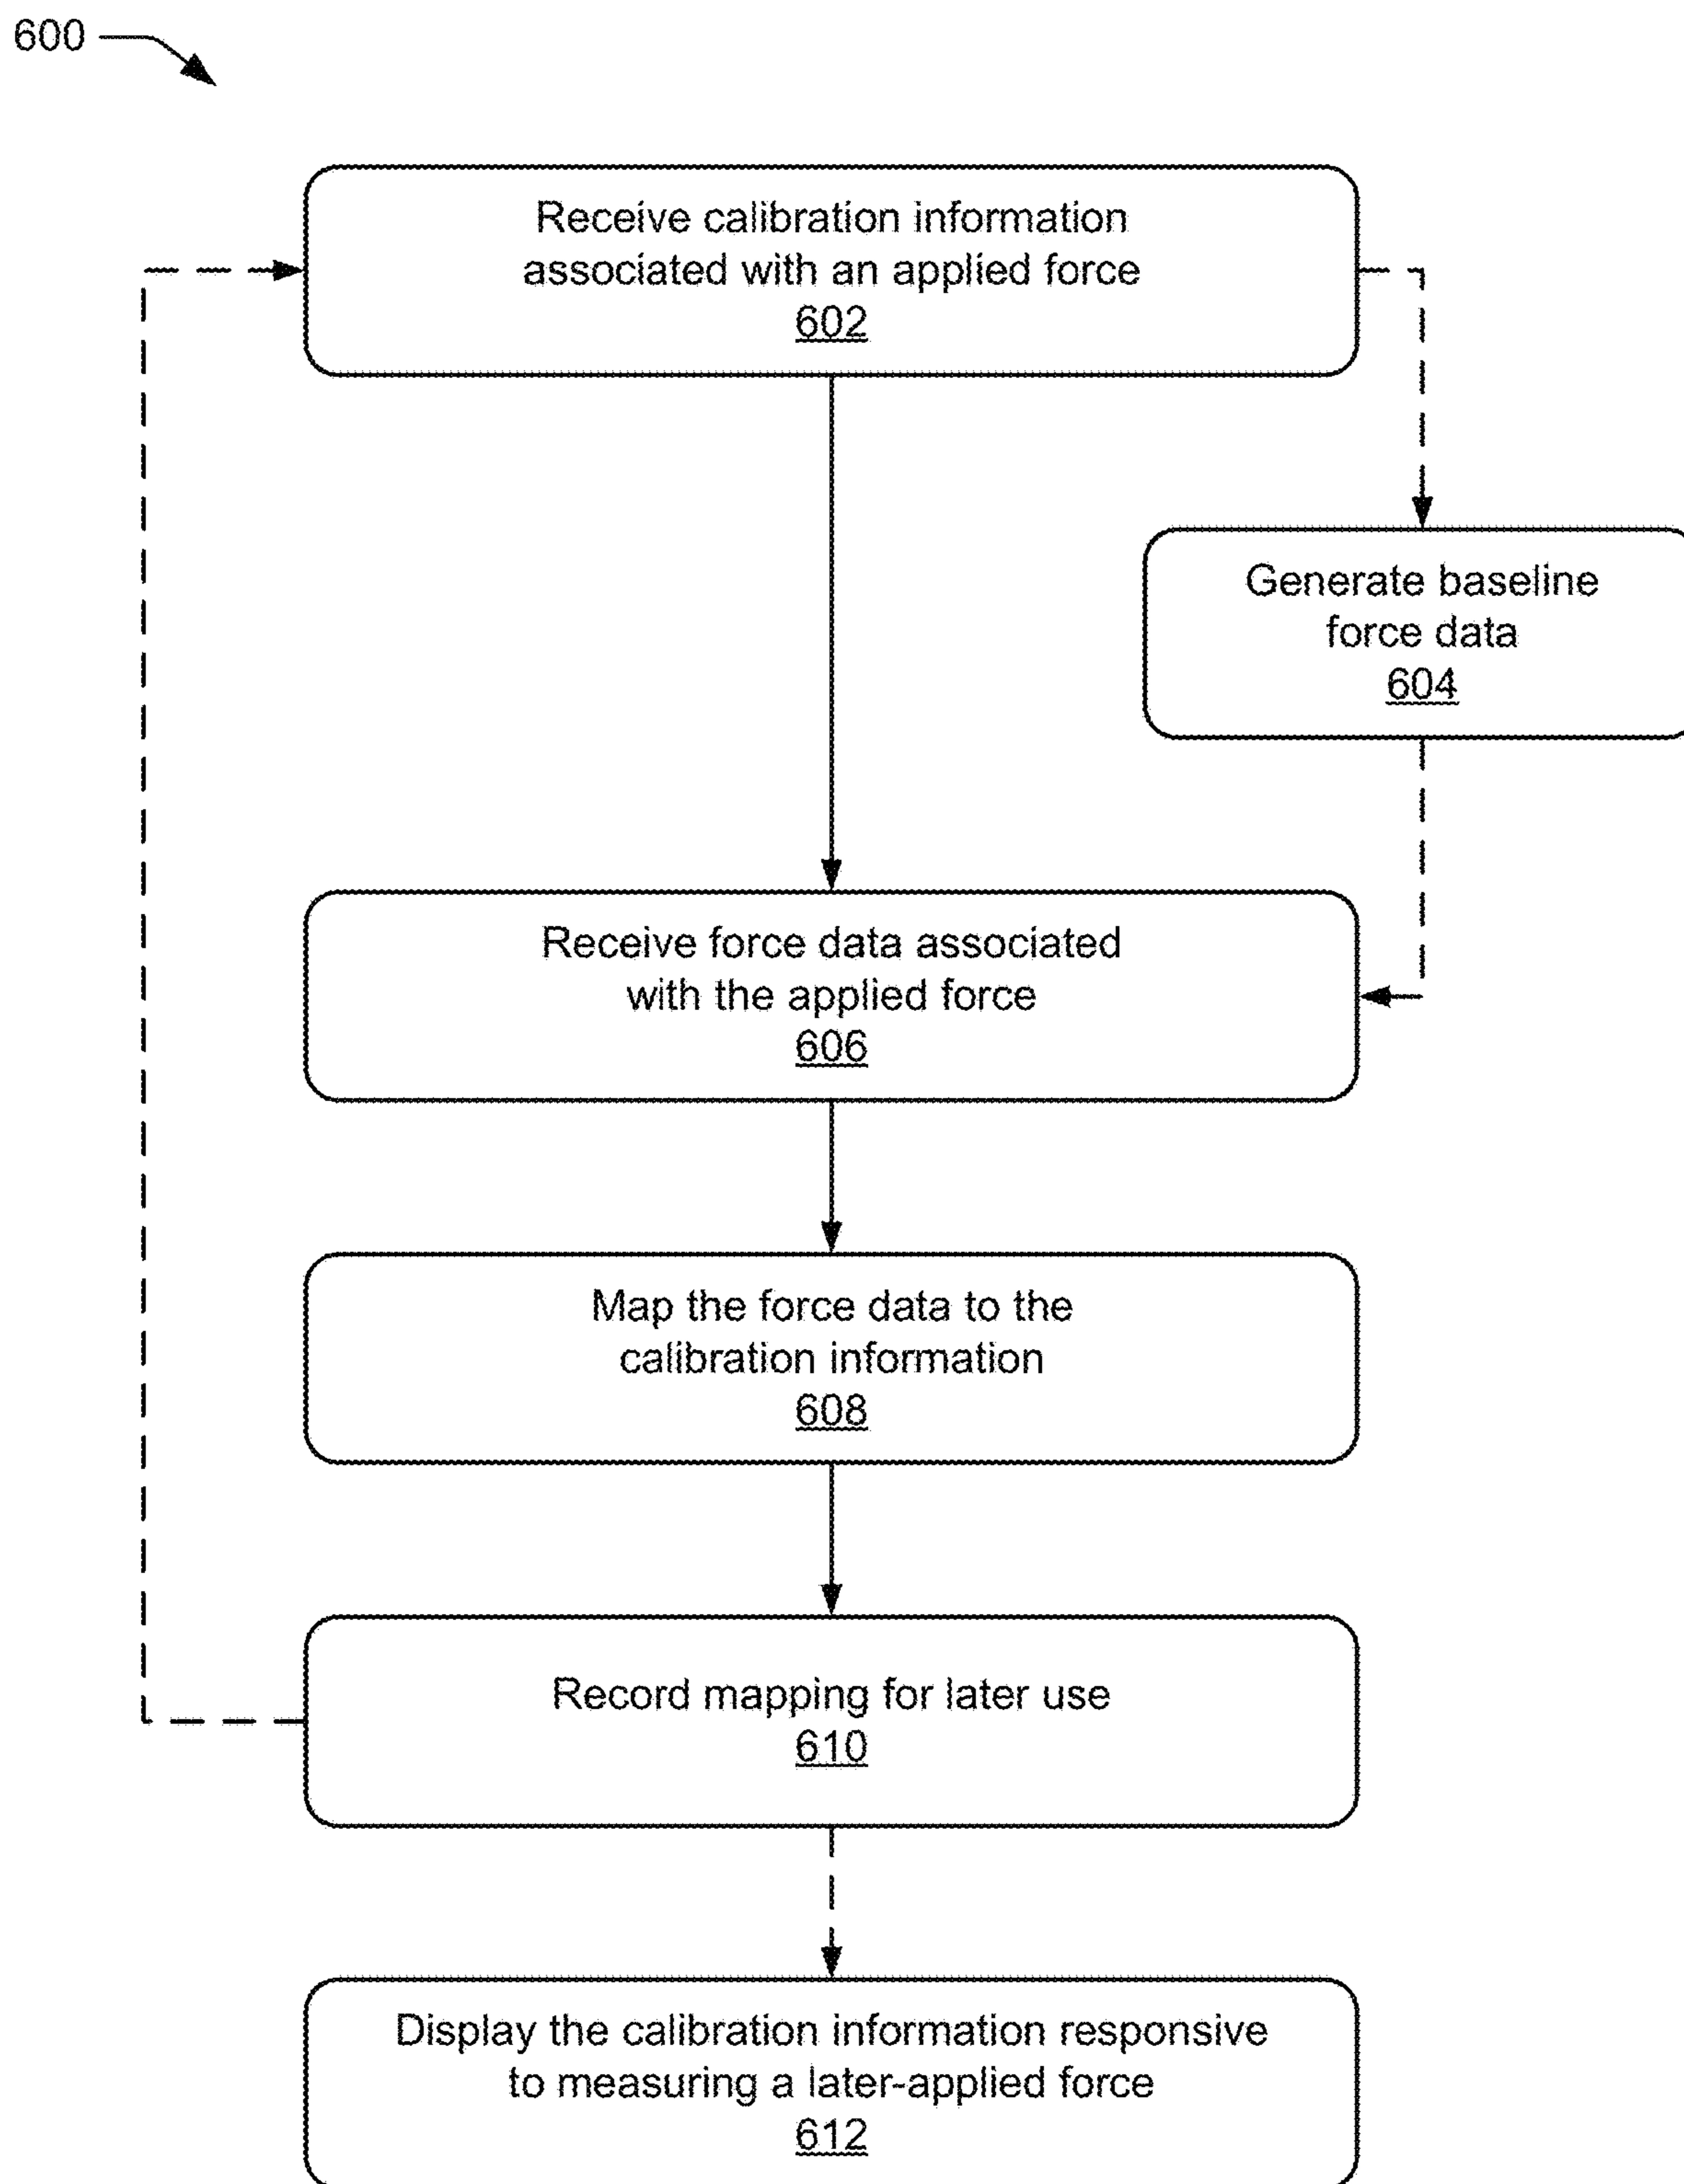 600
Receive calibration information
associated with an applied force
602
Generate baseline
force data
604
Receive force data associated
with the applied force
606
Map the force data to the
calibration information
608
Record mapping for later use
610
Display the calibration information responsive
to measuring a later-applied force
612